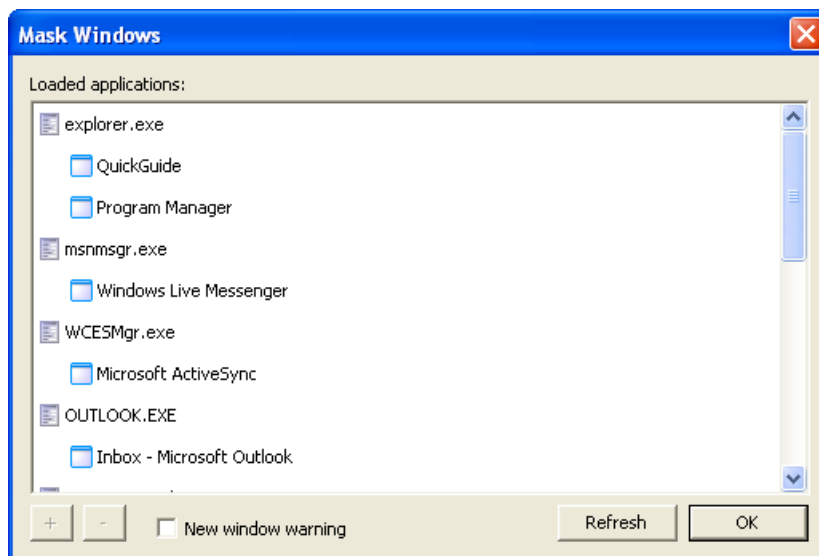 Mask Windows
Loaded applications:
explorer.exe
QuickGuide
Program Manager
msnmsgr.exe
Windows Live Messenger
WCESMgr.exe
Microsoft ActiveSync
OUTLOOK.EXE
Inbox - Microsoft Outlook
+ - New window warning Refresh OK